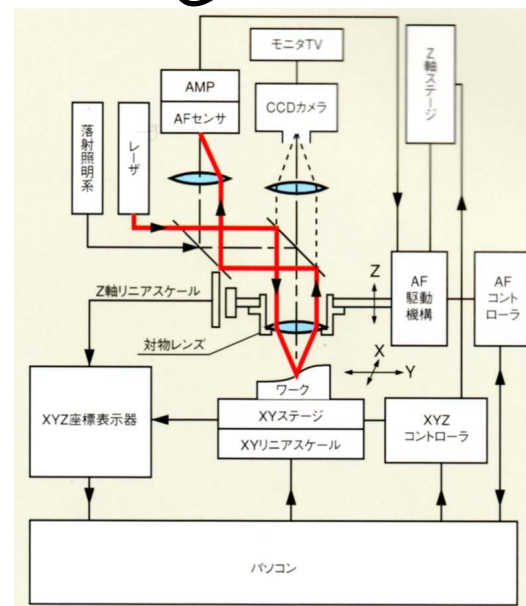 モニタTV
Z軸ステージ
AMP
AFセンサ
CCDカメラ
落射照明系
レーザ
Z
AF
駆動
機構
AF
コント
ローラ
Z軸リニアスケール
対物レンズ
X
Y
ワーク
XYZ座標表示器
XYステージ
XYリニアスケール
XYZ
コントローラ
パソコン